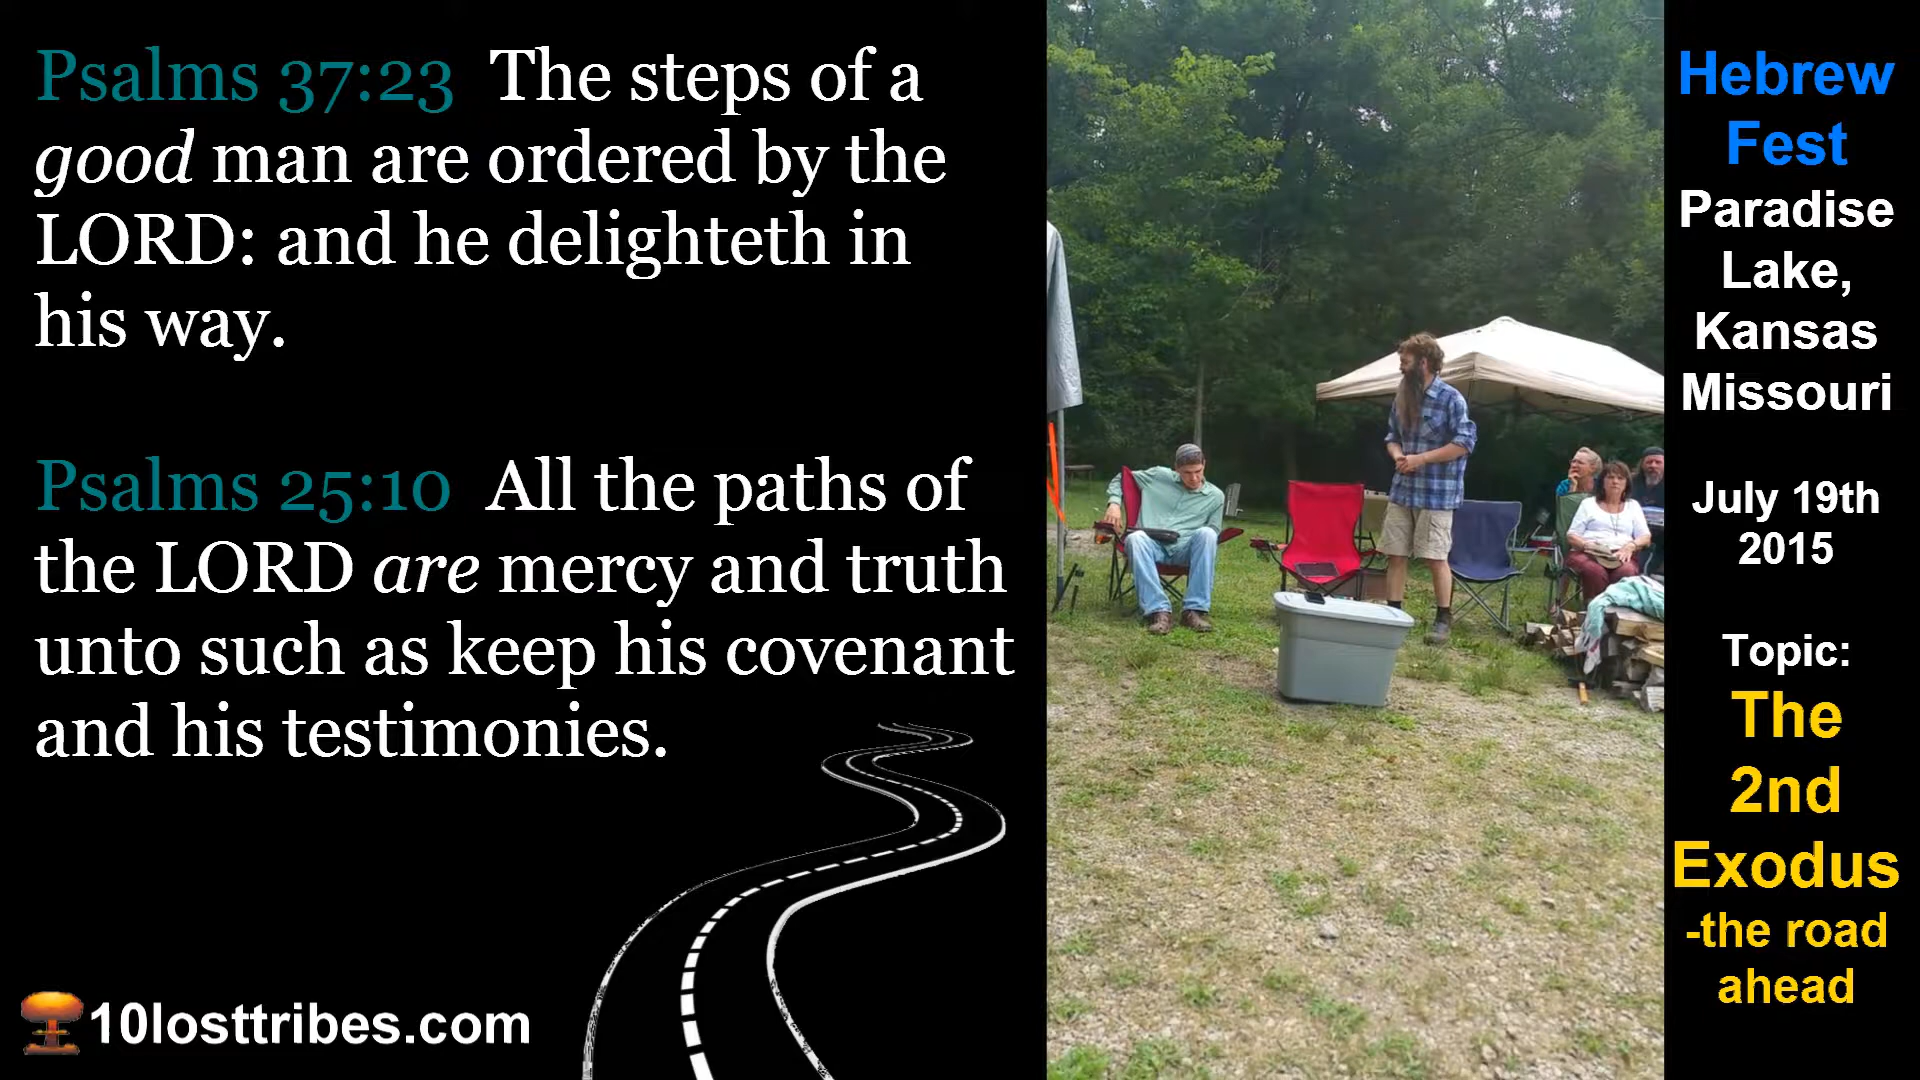 Psalms 37:23 The steps of a
good man are ordered by the
LORD: and he delighteth in
his way.
Psalms 25:10 All the paths of
the LORD are mercy and truth
unto such as keep his covenant
and his testimonies.
10losttribes.com
Hebrew
Fest
Paradise
Lake,
Kansas
Missouri
July 19th
2015
Topic:
The
2nd
Exodus
-the road
ahead